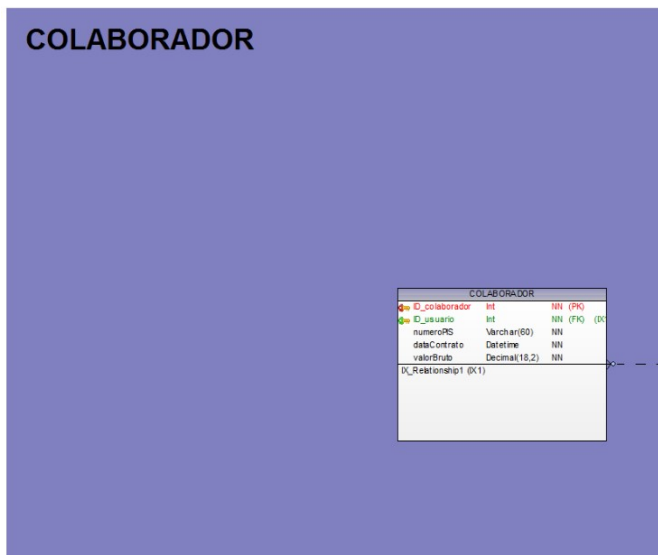 COLABORADOR
COLABORADOR
ID_colaborador Int NN (PK)
ID_usuario Int NN (FK) (IX1
numeroPIS Varchar(60) NN
dataContrato Datetime NN
valorBruto Decimal(18,2) NN
IX_Relationship1 (IX1)